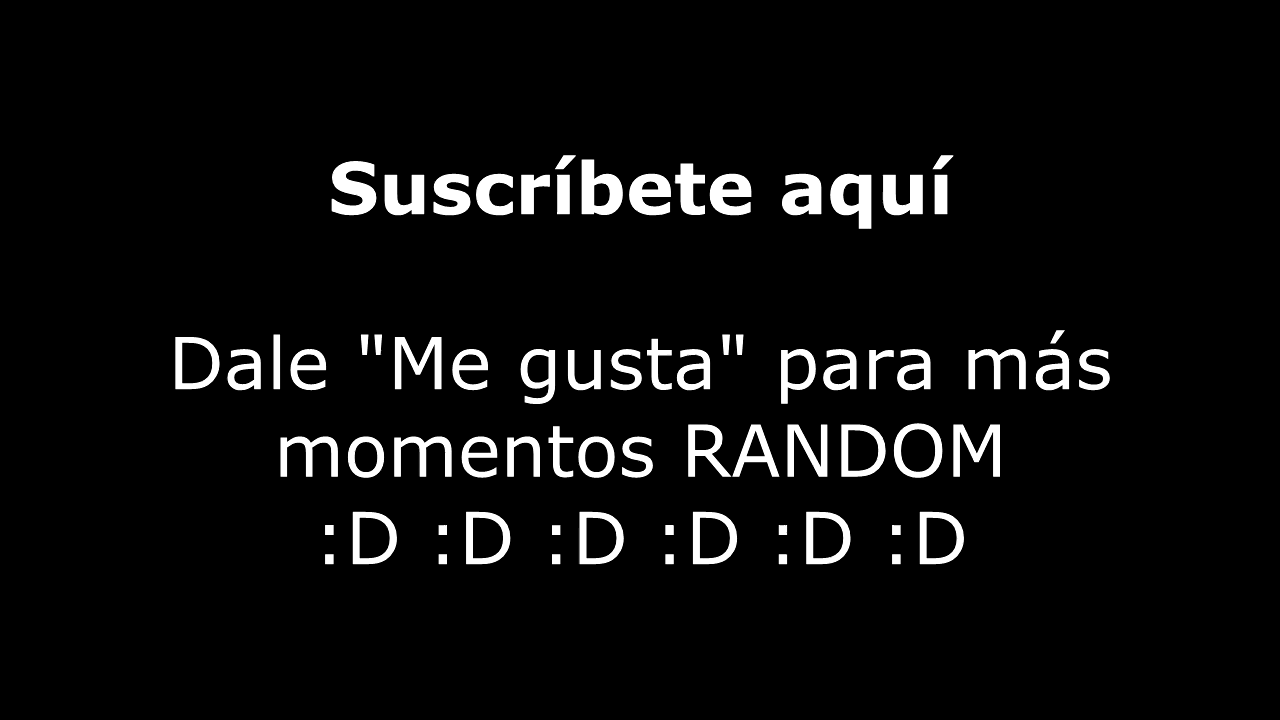 Suscríbete aquí
Dale "Me gusta" para más
momentos RANDOM
:D :D :D :D :D :D